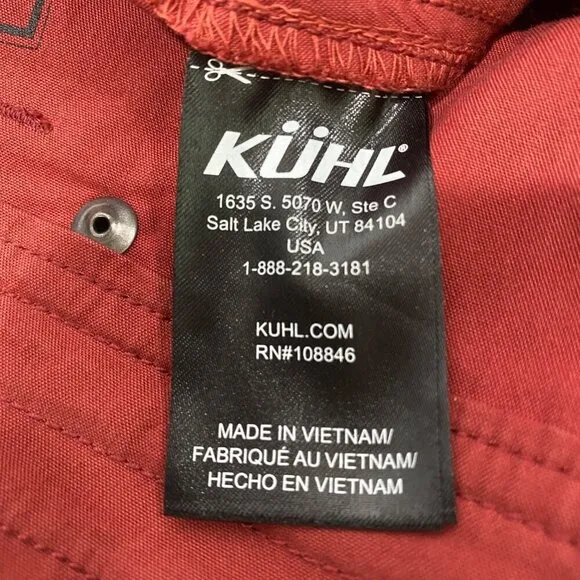 KÜHL®
1635 S. 5070 W, Ste C
Salt Lake City, UT 84104
USA
1-888-218-3181
KUHL.COM
RN#108846
MADE IN VIETNAM/
FABRIQUÉ AU VIETNAM/
HECHO EN VIETNAM